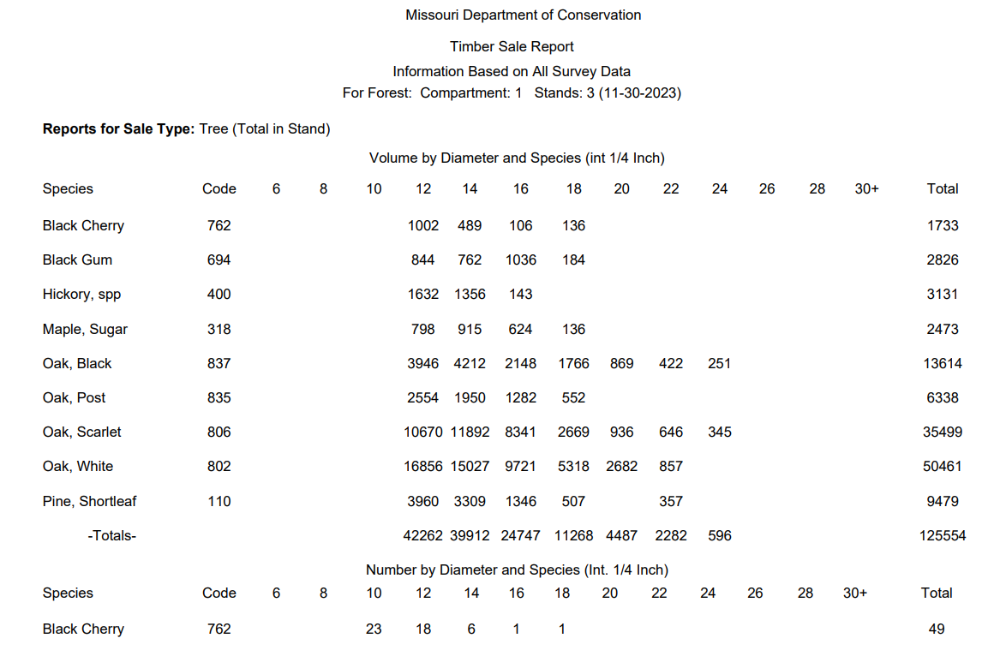 Missouri Department of Conservation
Timber Sale Report
Information Based on All Survey Data
For Forest: Compartment: 1 Stands: 3 (11-30-2023)
Reports for Sale Type: Tree (Total in Stand)
Volume by Diameter and Species (int 1/4 Inch)
Species Code 6 8 10 12 14 16 18 20 22 24 26 28 30+ Total
Black Cherry 762 1002 489 106 136 1733
Black Gum 694 844 762 1036 184 2826
Hickory, spp 400 1632 1356 143 3131
Maple, Sugar 318 798 915 624 136 2473
Oak, Black 837 3946 4212 2148 1766 869 422 251 13614
Oak, Post 835 2554 1950 1282 552 6338
Oak, Scarlet 806 10670 11892 8341 2669 936 646 345 35499
Oak, White 802 16856 15027 9721 5318 2682 857 50461
Pine, Shortleaf 110 3960 3309 1346 507 357 9479
-Totals- 42262 39912 24747 11268 4487 2282 596 125554
Number by Diameter and Species (Int. 1/4 Inch)
Species Code 6 8 10 12 14 16 18 20 22 24 26 28 30+ Total
Black Cherry 762 23 18 6 1 1 49